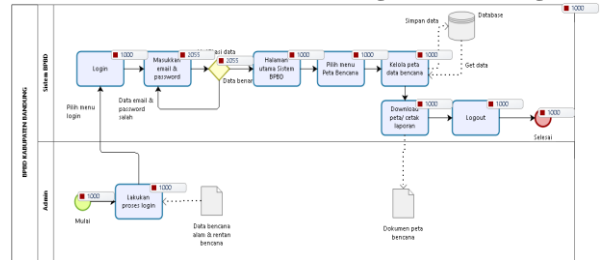 1000
Database
Simpan data
Get data
BPBD KABUPATEN BANDUNG
Sistem BPBD
1000
Login
2055
Masukkan
email &
password
2055
data
Data benar
1000
Halaman
utama Sistem
BPBD
1000
Pilih menu
Peta Bencana
1000
Kelola peta
data bencana
Pilih menu
login
Data email &
password
salah
1000
Download
peta/ cetak
laporan
1000
Logout
1000
Selesai
Admin
1000
Mulai
1000
Lakukan
proses login
Data bencana
alam & rentan
bencana
Dokumen peta
bencana